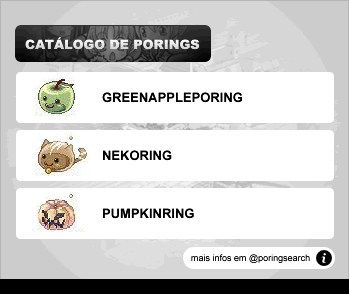 CATÁLOGO DE PORINGS
GREENAPPLEPORING
NEKORING
PUMPKINRING
mais infos em @poringsearch i